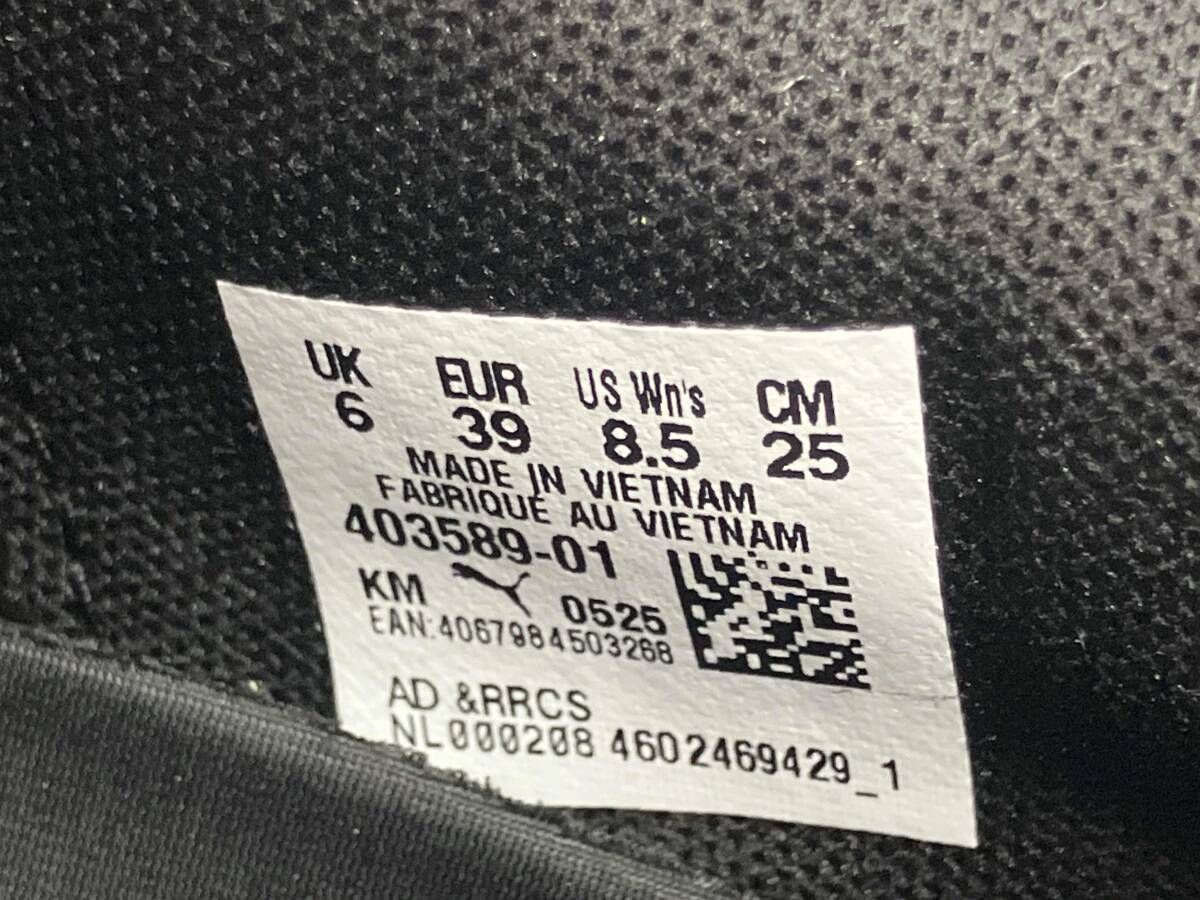 UK EUR US Wn's CM
6 39 8.5 25
MADE IN VIETNAM
FABRIQUE AU VIETNAM
403589-01
KM 0525
EAN:4067984503268
AD &RRCS
NL000208 4602469429_1